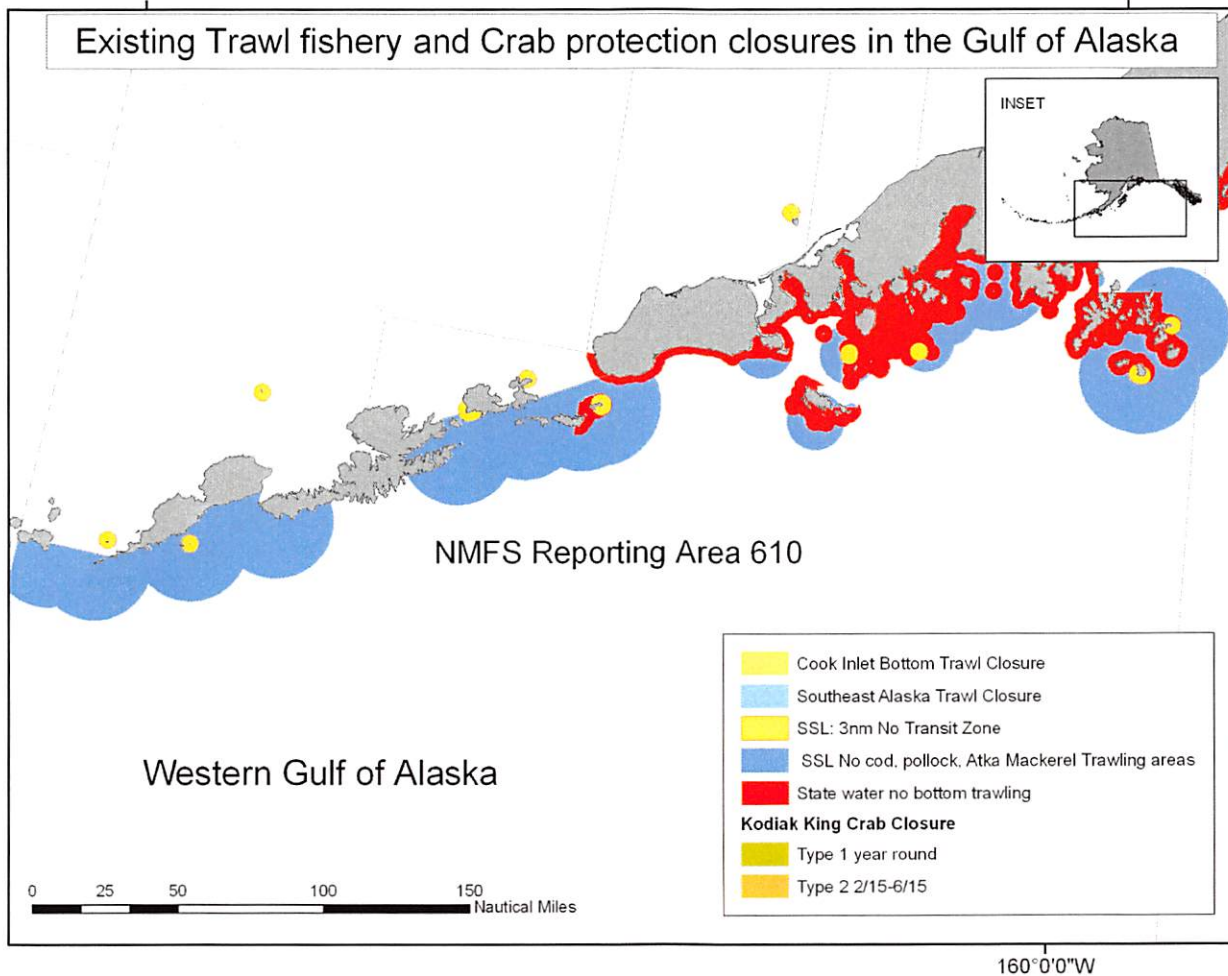 Existing Trawl fishery and Crab protection closures in the Gulf of Alaska
INSET
NMFS Reporting Area 610
Western Gulf of Alaska
Cook Inlet Bottom Trawl Closure
Southeast Alaska Trawl Closure
SSL: 3nm No Transit Zone
SSL No cod, pollock, Atka Mackerel Trawling areas
State water no bottom trawling
Kodiak King Crab Closure
Type 1 year round
Type 2 2/15-6/15
0 25 50 100 150
Nautical Miles
160°0'0"W